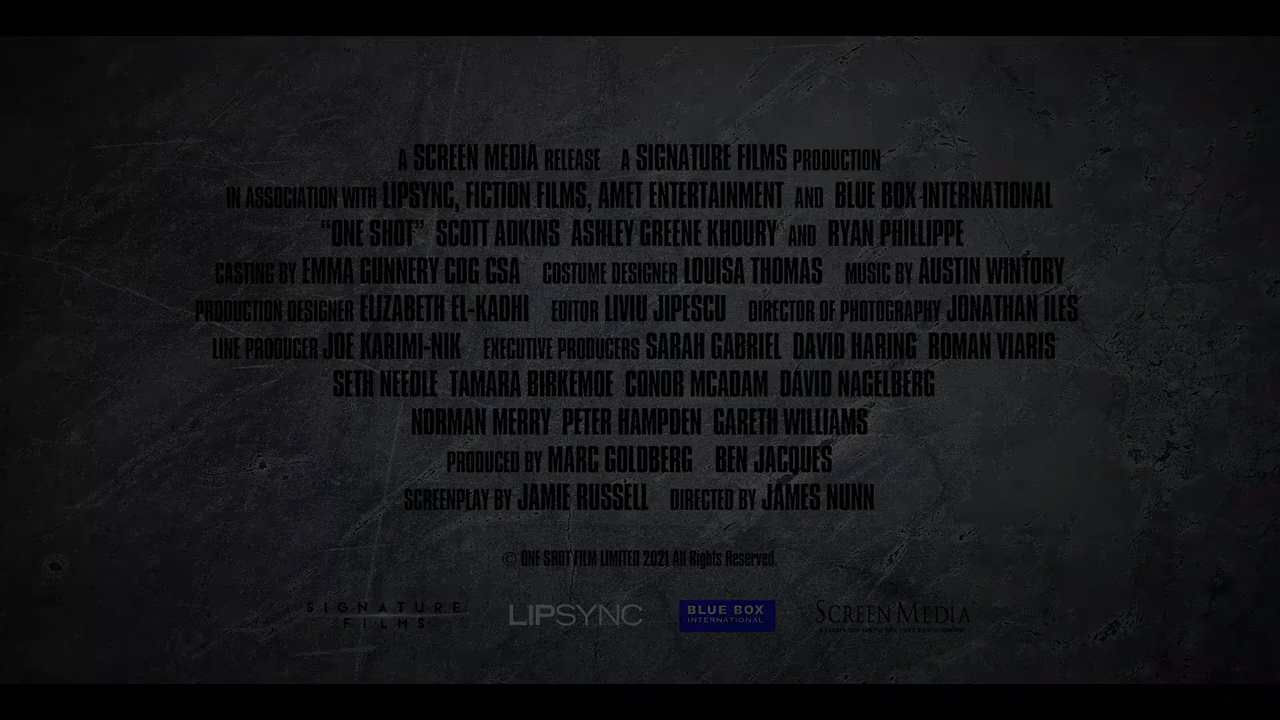 A SCREEN MEDIA RELEASE A SIGNATURE FILMS PRODUCTION
IN ASSOCIATION WITH LIPSYNC, FICTION FILMS, AMET ENTERTAINMENT AND BLUE BOX INTERNATIONAL
“ONE SHOT” SCOTT ADKINS ASHLEY GREENE KHOURY AND RYAN PHILLIPPE
CASTING BY EMMA GUNNERY CDG CSA COSTUME DESIGNER LOUISA THOMAS MUSIC BY AUSTIN WINTORY
PRODUCTION DESIGNER ELIZABETH EL-KADHI EDITOR LIVIU JIPESCU DIRECTOR OF PHOTOGRAPHY JONATHAN ILES
LINE PRODUCER JOE KARIMI-NIK EXECUTIVE PRODUCERS SARAH GABRIEL DAVID HARING ROMAN VIARIS
SETH NEEDLE TAMARA BIRKEMOE CONOR MCADAM DAVID NAGELBERG
NORMAN MERRY PETER HAMPDEN GARETH WILLIAMS
PRODUCED BY MARC GOLDBERG BEN JACQUES
SCREENPLAY BY JAMIE RUSSELL DIRECTED BY JAMES NUNN
© ONE SHOT FILM LIMITED 2021 All Rights Reserved.
SIGNATURE
FILMS
LIPSYNC
BLUE BOX
INTERNATIONAL
SCREEN MEDIA